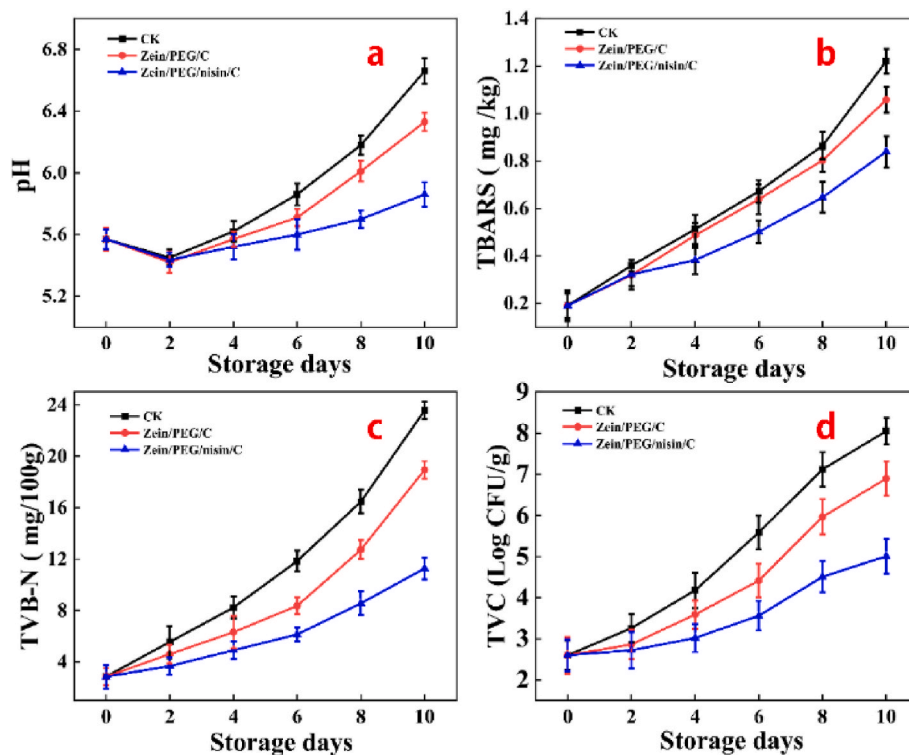 a
CK
Zein/PEG/C
Zein/PEG/nisin/C
6.8
6.4
6.0
5.6
5.2
pH
0 2 4 6 8 10
Storage days
b
CK
Zein/PEG/C
Zein/PEG/nisin/C
1.4
1.2
1.0
0.8
0.6
0.4
0.2
TBARS ( mg /kg)
0 2 4 6 8 10
Storage days
c
CK
Zein/PEG/C
Zein/PEG/nisin/C
24
20
16
12
8
4
TVB-N ( mg/100g)
0 2 4 6 8 10
Storage days
d
CK
Zein/PEG/C
Zein/PEG/nisin/C
9
8
7
6
5
4
3
2
TVC (Log CFU/g)
0 2 4 6 8 10
Storage days